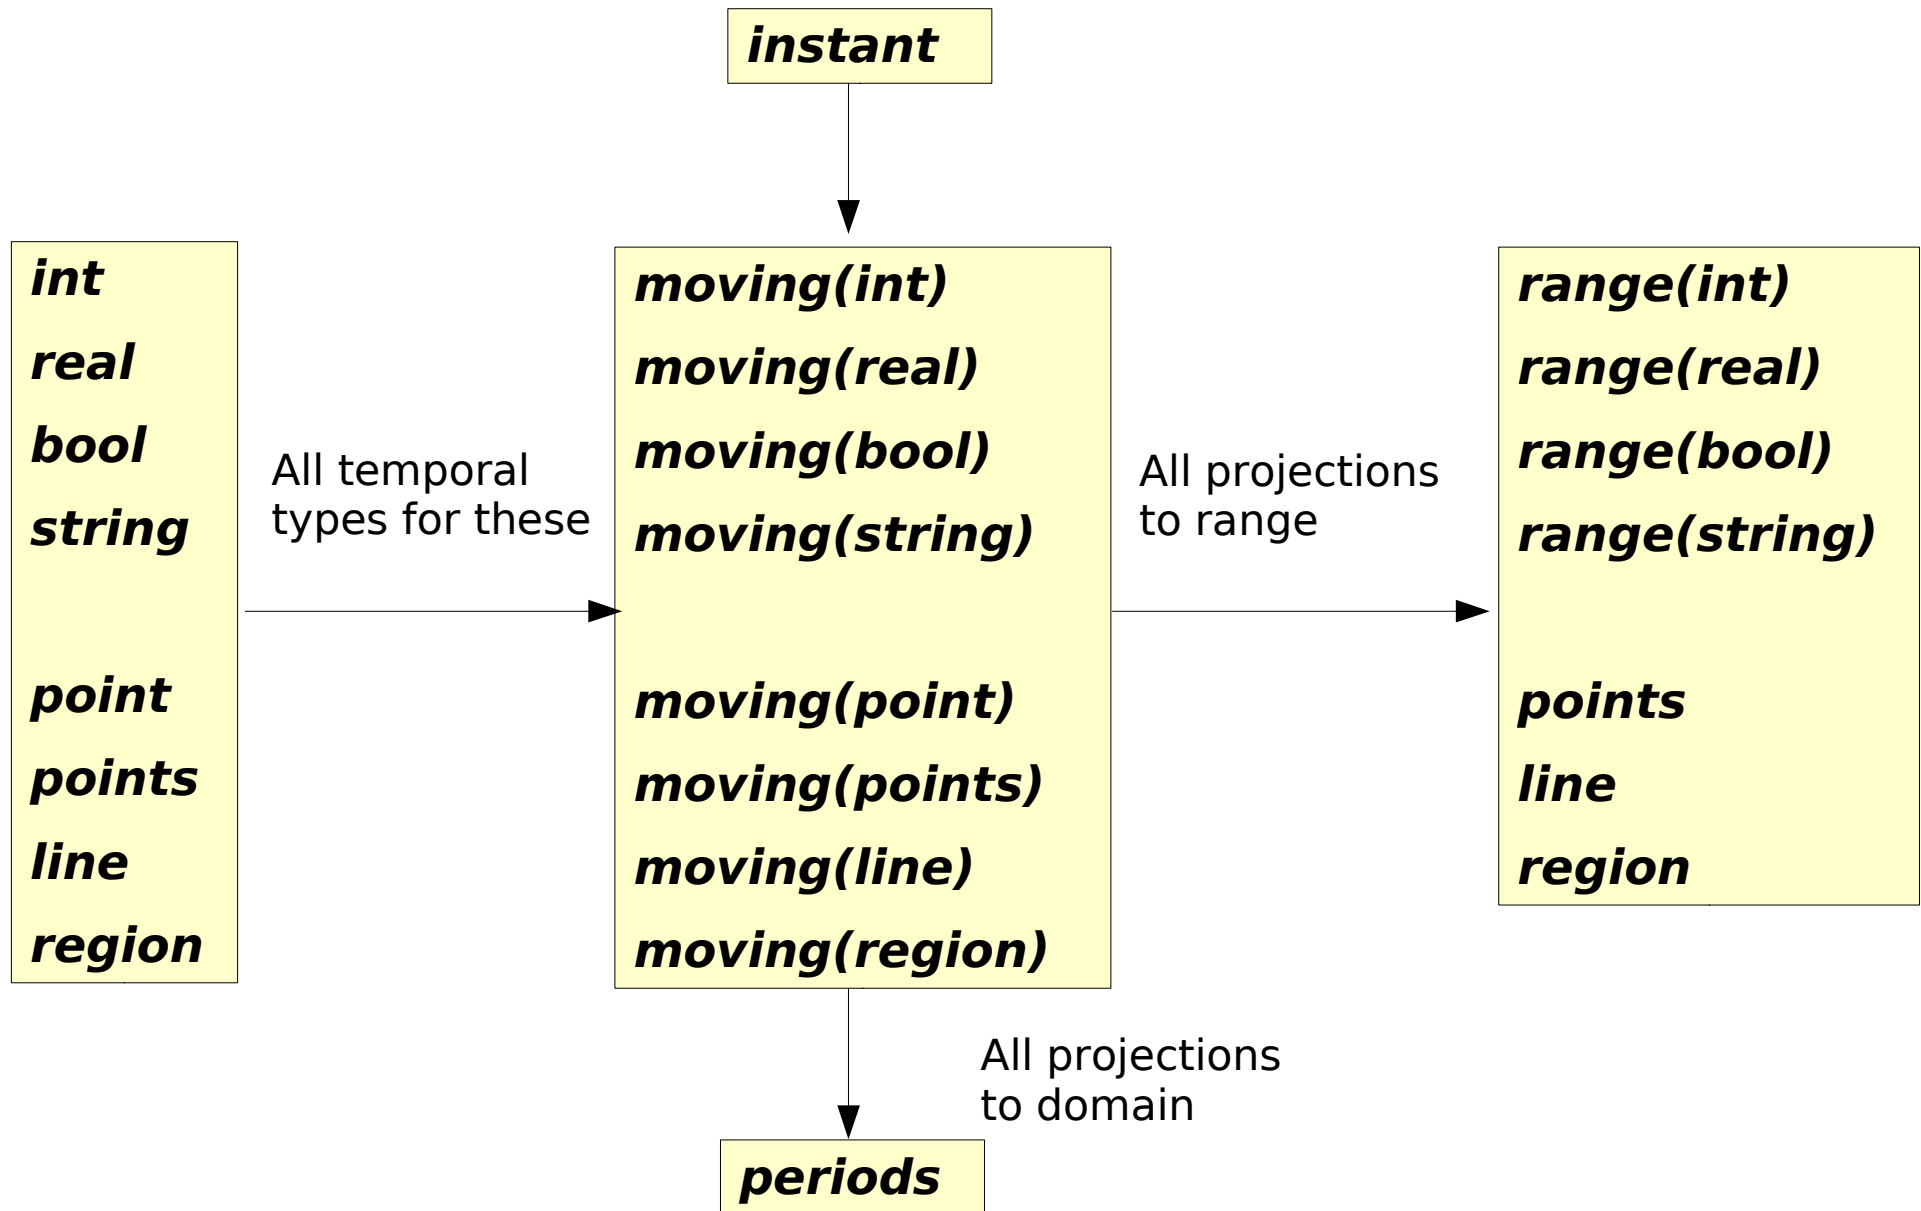 instant
int
real
bool
string
point
points
line
region
All temporal
types for these
moving(int)
moving(real)
moving(bool)
moving(string)
moving(point)
moving(points)
moving(line)
moving(region)
All projections
to range
range(int)
range(real)
range(bool)
range(string)
points
line
region
All projections
to domain
periods